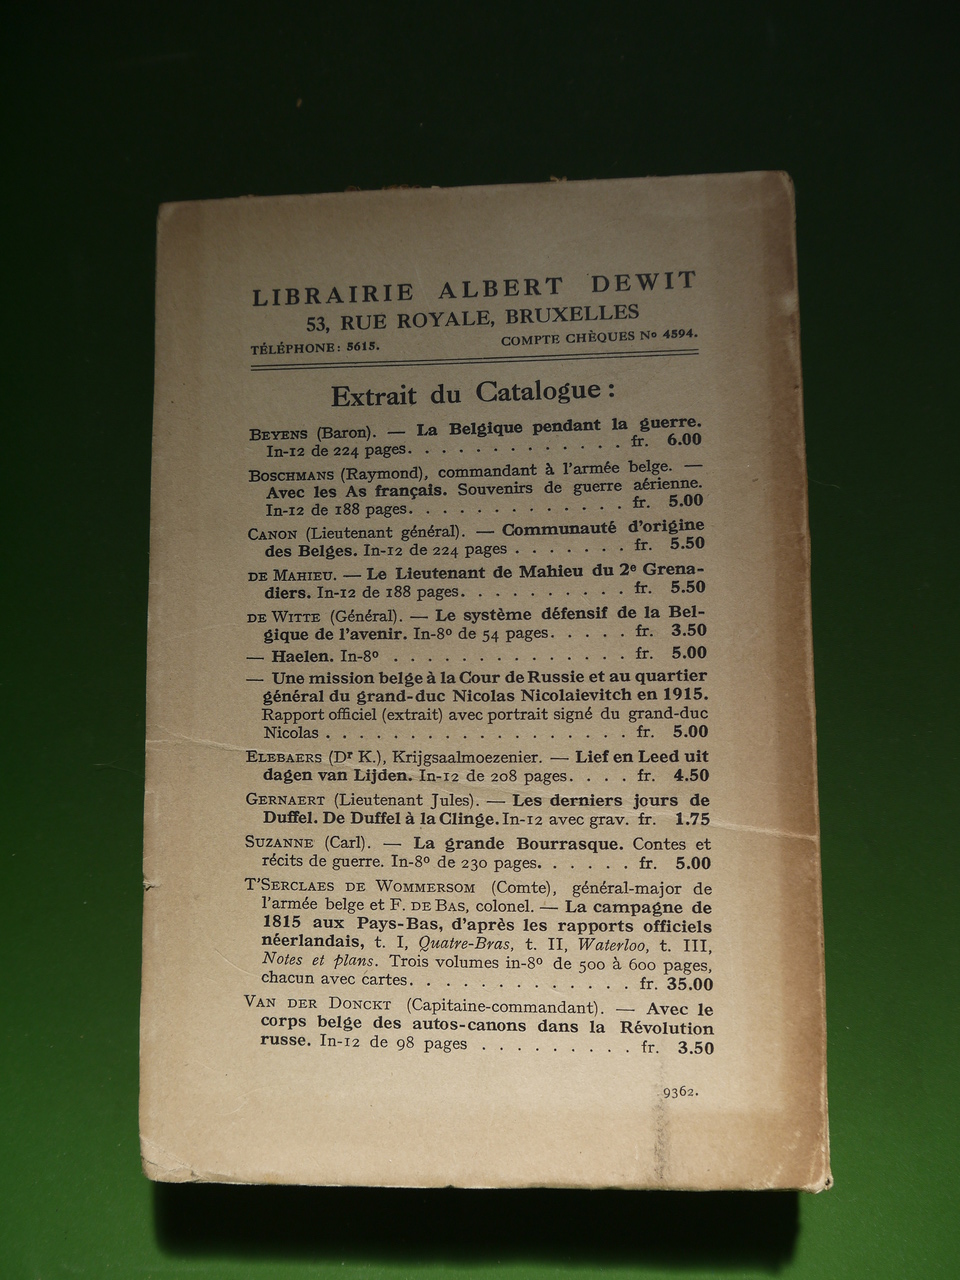 LIBRAIRIE ALBERT DEWIT
53, RUE ROYALE, BRUXELLES
TÉLÉPHONE: 5615. COMPTE CHÈQUES No 4594.
Extrait du Catalogue :
BEYENS (Baron). — La Belgique pendant la guerre.
In-12 de 224 pages. . . . . . . . . . . . . fr. 6.00
BOSCHMANS (Raymond), commandant à l'armée belge. —
Avec les As français. Souvenirs de guerre aérienne.
In-12 de 188 pages. . . . . . . . . . . . . fr. 5.00
CANON (Lieutenant général). — Communauté d'origine
des Belges. In-12 de 224 pages . . . . . . . fr. 5.50
DE MAHIEU. — Le Lieutenant de Mahieu du 2e Grena-
diers. In-12 de 188 pages. . . . . . . . . . fr. 5.50
DE WITTE (Général). — Le système défensif de la Bel-
gique de l'avenir. In-8o de 54 pages. . . . . fr. 3.50
— Haelen. In-8o . . . . . . . . . . . . . . fr. 5.00
— Une mission belge à la Cour de Russie et au quartier
général du grand-duc Nicolas Nicolaievitch en 1915.
Rapport officiel (extrait) avec portrait signé du grand-duc
Nicolas . . . . . . . . . . . . . . . . . . fr. 5.00
ELEBAERS (Dr K.), Krijgsaalmoezenier. — Lief en Leed uit
dagen van Lijden. In-12 de 208 pages. . . . fr. 4.50
GERNAERT (Lieutenant Jules). — Les derniers jours de
Duffel. De Duffel à la Clinge. In-12 avec grav. fr. 1.75
SUZANNE (Carl). — La grande Bourrasque. Contes et
récits de guerre. In-8o de 230 pages. . . . . . fr. 5.00
T'SERCLAES DE WOMMERSOM (Comte), général-major de
l'armée belge et F. DE BAS, colonel. — La campagne de
1815 aux Pays-Bas, d'après les rapports officiels
néerlandais, t. I, Quatre-Bras, t. II, Waterloo, t. III,
Notes et plans. Trois volumes in-8o de 500 à 600 pages,
chacun avec cartes. . . . . . . . . . . . . fr. 35.00
VAN DER DONCKT (Capitaine-commandant). — Avec le
corps belge des autos-canons dans la Révolution
russe. In-12 de 98 pages . . . . . . . . . fr. 3.50
9362.